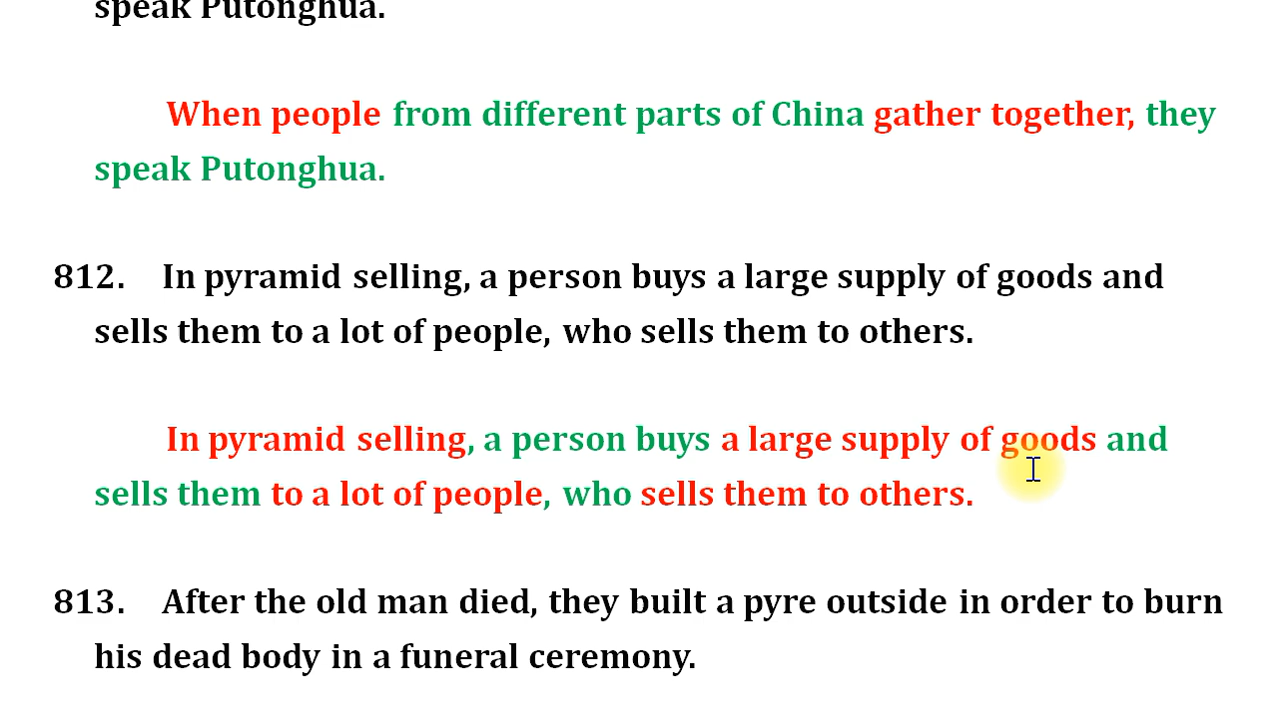 speak Putonghua.
When people from different parts of China gather together, they
speak Putonghua.
812. In pyramid selling, a person buys a large supply of goods and
sells them to a lot of people, who sells them to others.
In pyramid selling, a person buys a large supply of goods and
sells them to a lot of people, who sells them to others.
813. After the old man died, they built a pyre outside in order to burn
his dead body in a funeral ceremony.